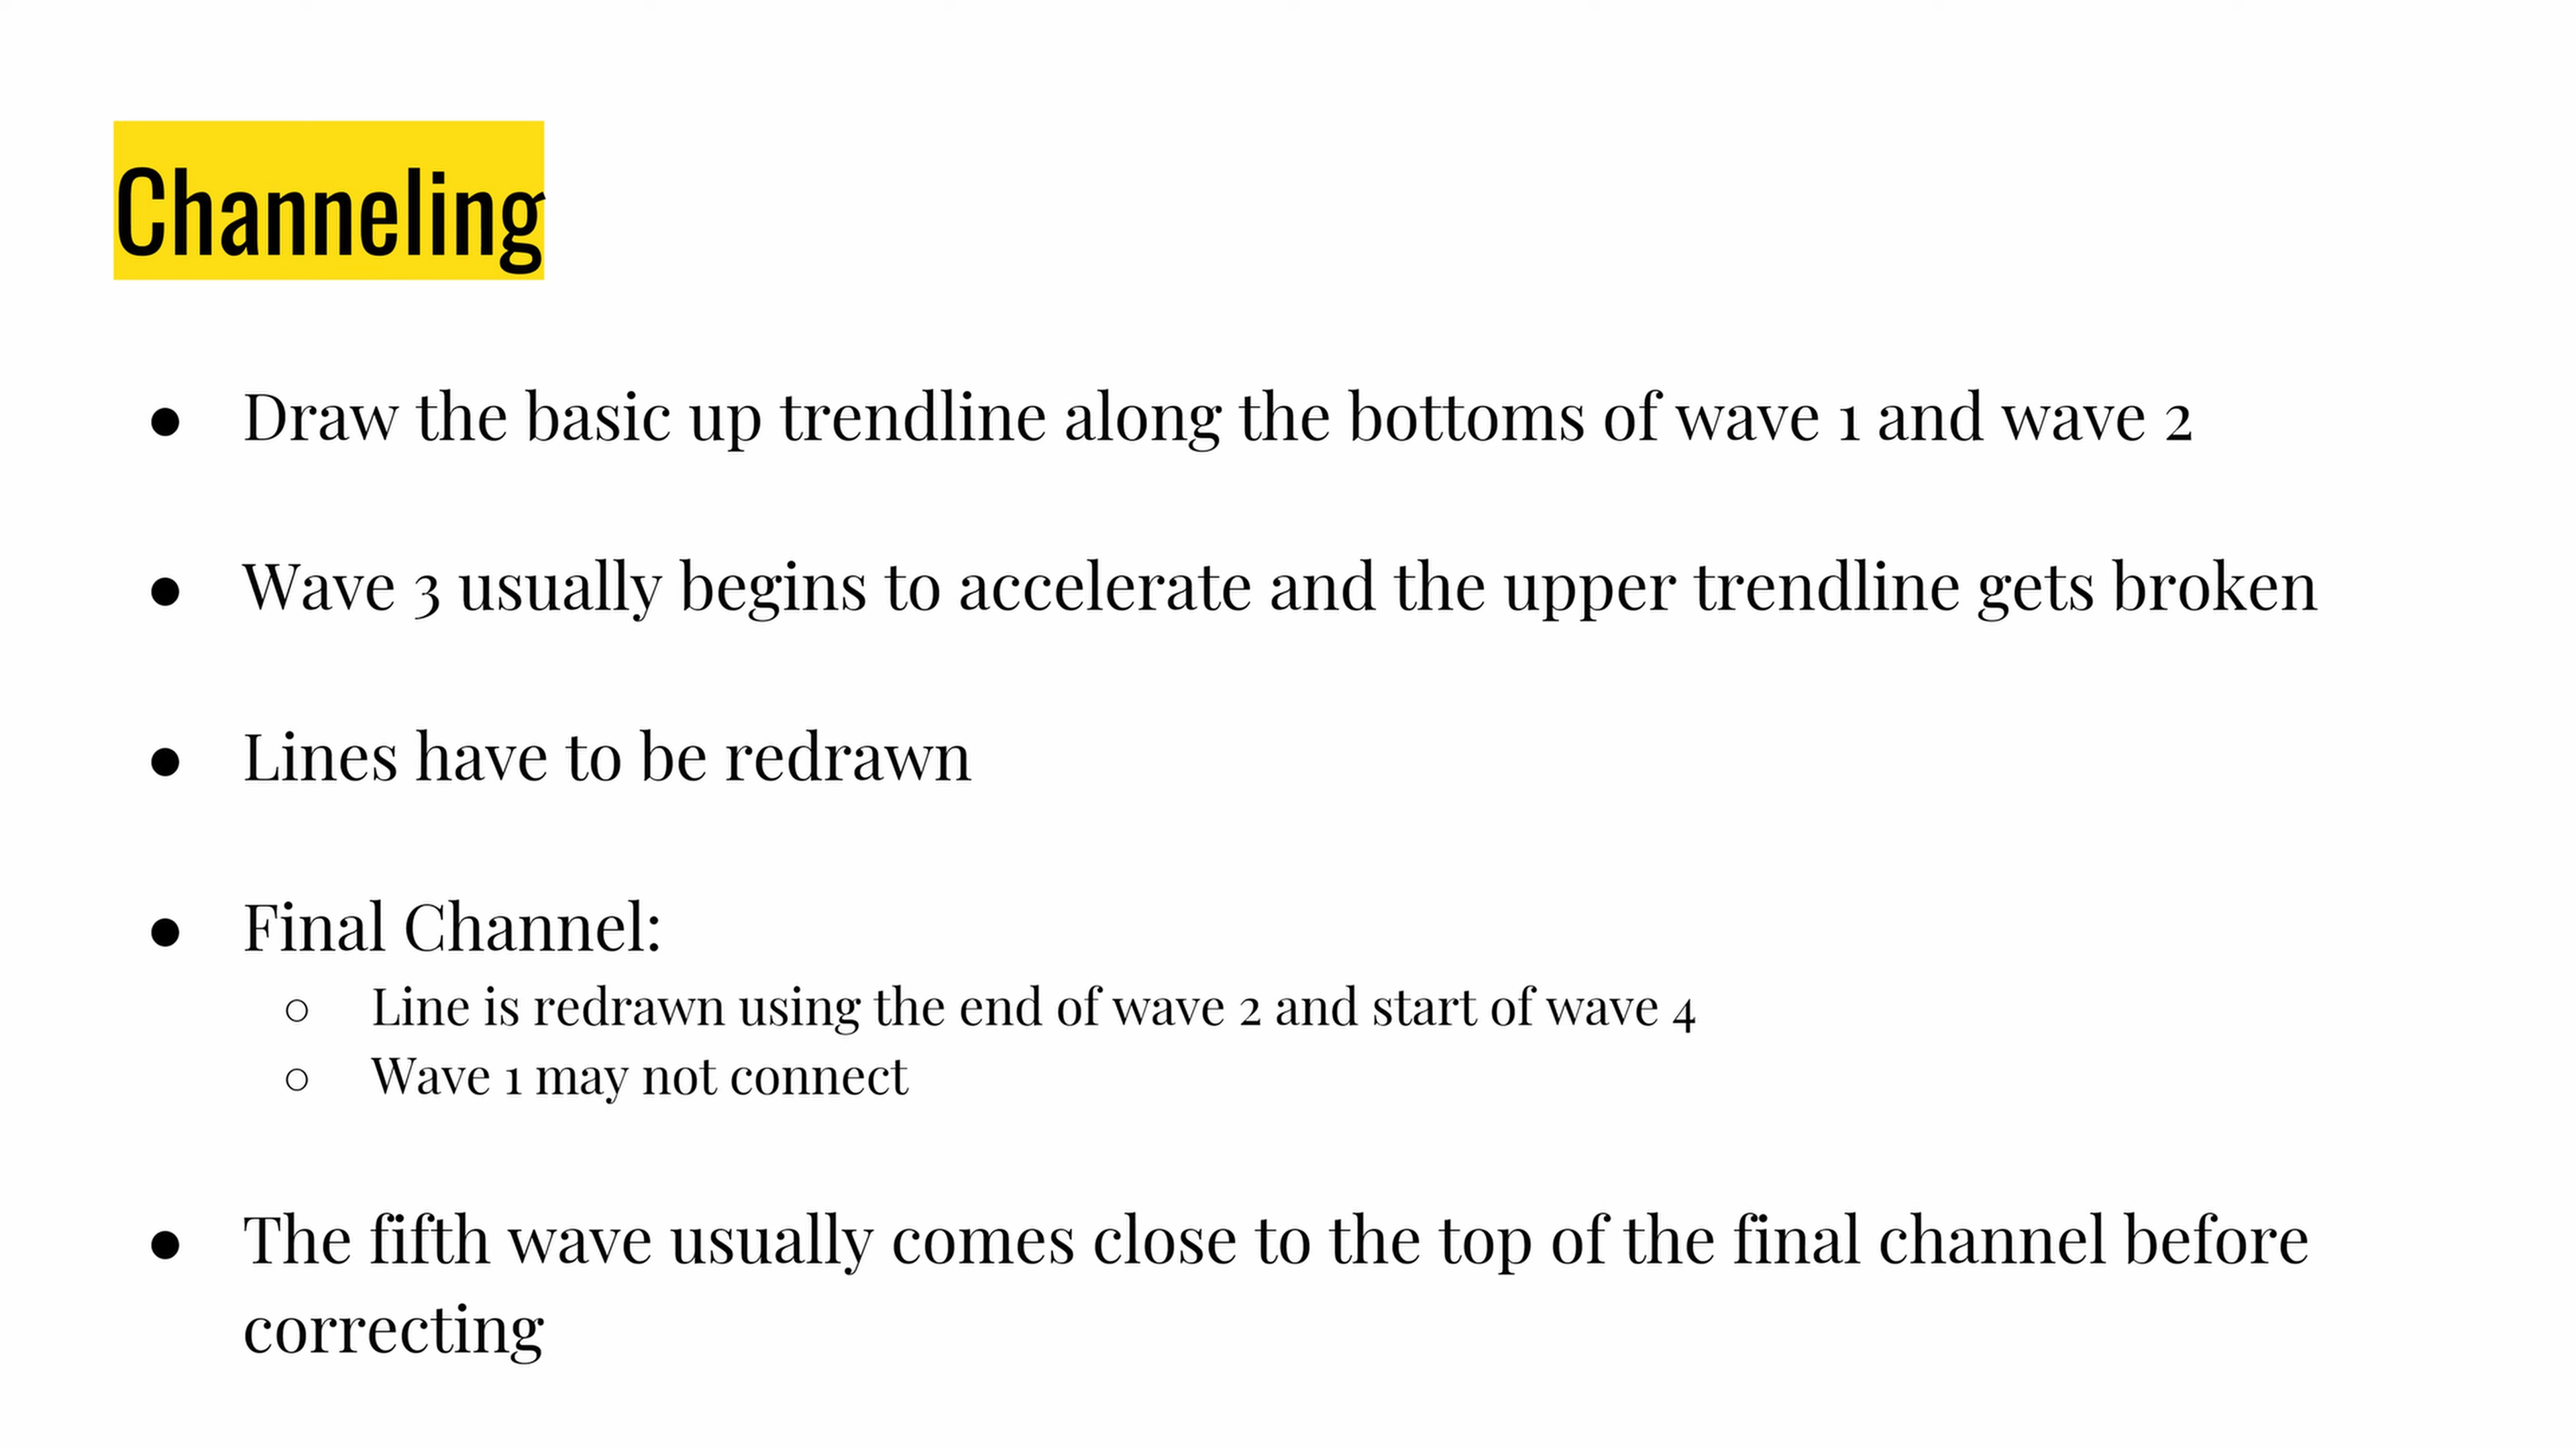 Channeling
● Draw the basic up trendline along the bottoms of wave 1 and wave 2
● Wave 3 usually begins to accelerate and the upper trendline gets broken
● Lines have to be redrawn
● Final Channel:
○ Line is redrawn using the end of wave 2 and start of wave 4
○ Wave 1 may not connect
● The fifth wave usually comes close to the top of the final channel before
correcting